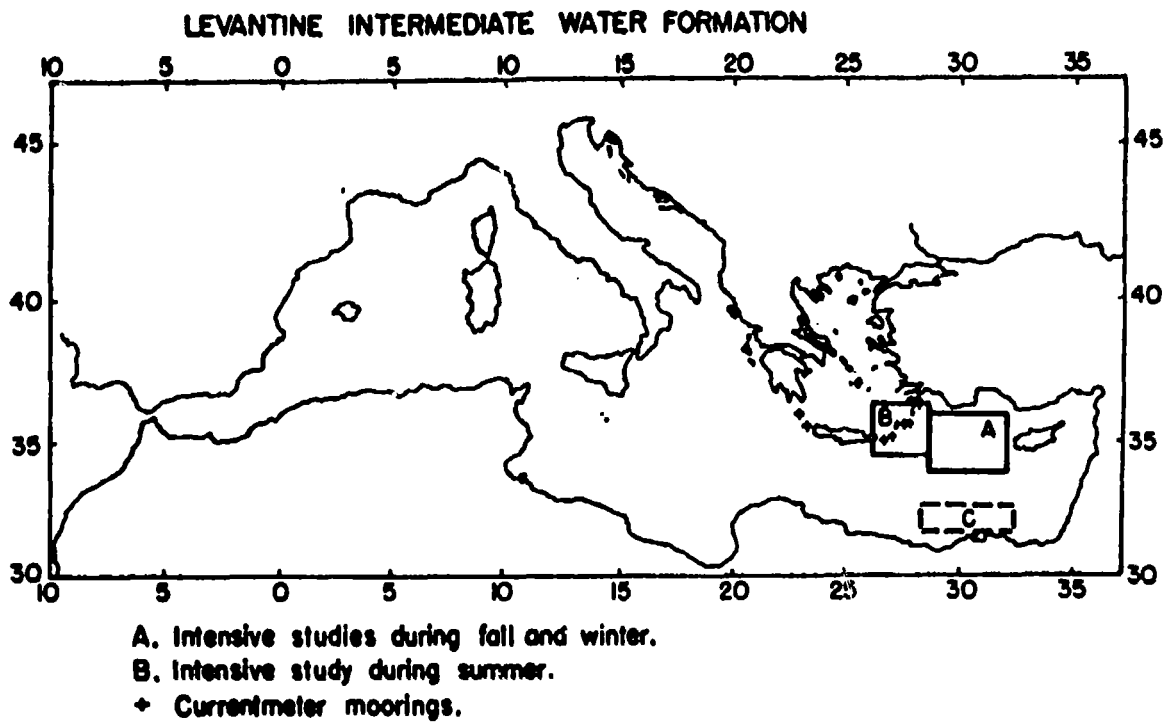 LEVANTINE INTERMEDIATE WATER FORMATION
10 5 0 5 10 15 20 25 30 35
45 45
40 40
B A
35 35
C
30 30
10 5 0 5 10 15 20 25 30 35
A. Intensive studies during fall and winter.
B. Intensive study during summer.
+ Currentmeter moorings.